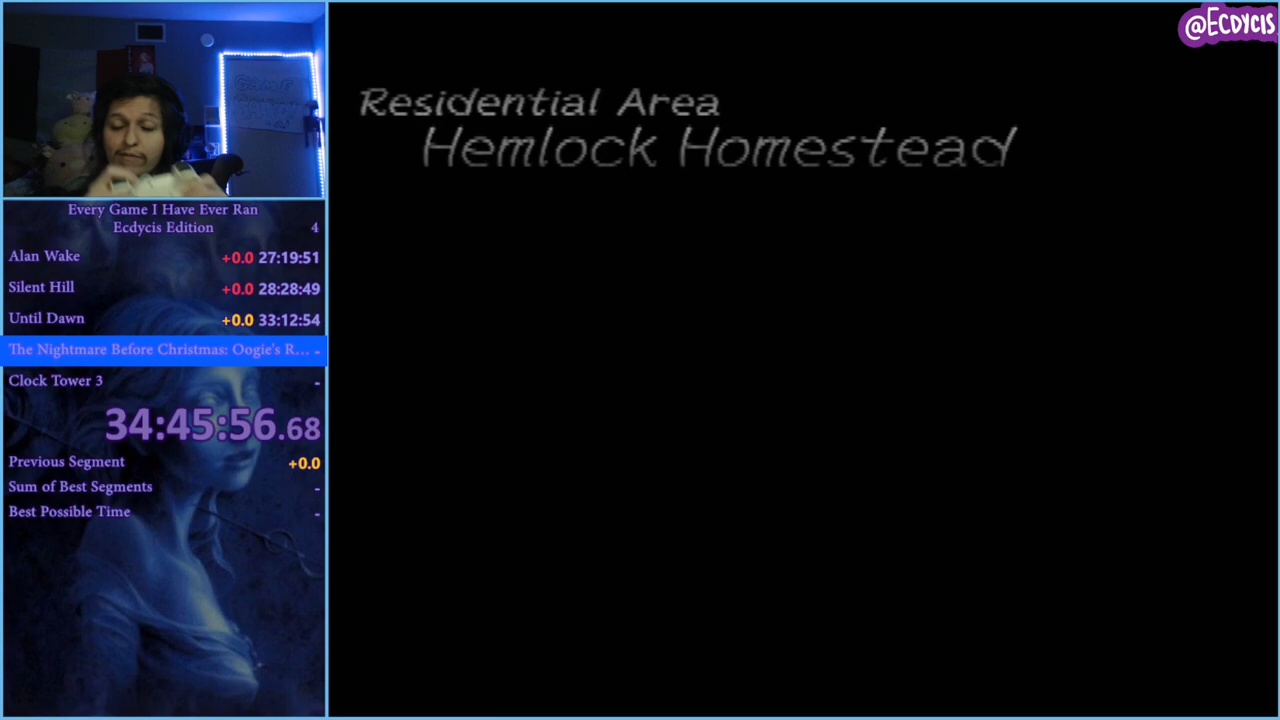 @ECDYCIS
Residential Area
Hemlock Homestead
GAME
Every Game I Have Ever Ran
Ecdycis Edition 4
Alan Wake +0.0 27:19:51
Silent Hill +0.0 28:28:49
Until Dawn +0.0 33:12:54
The Nightmare Before Christmas: Oogie's R... -
Clock Tower 3 -
34:45:56.68
Previous Segment +0.0
Sum of Best Segments -
Best Possible Time -